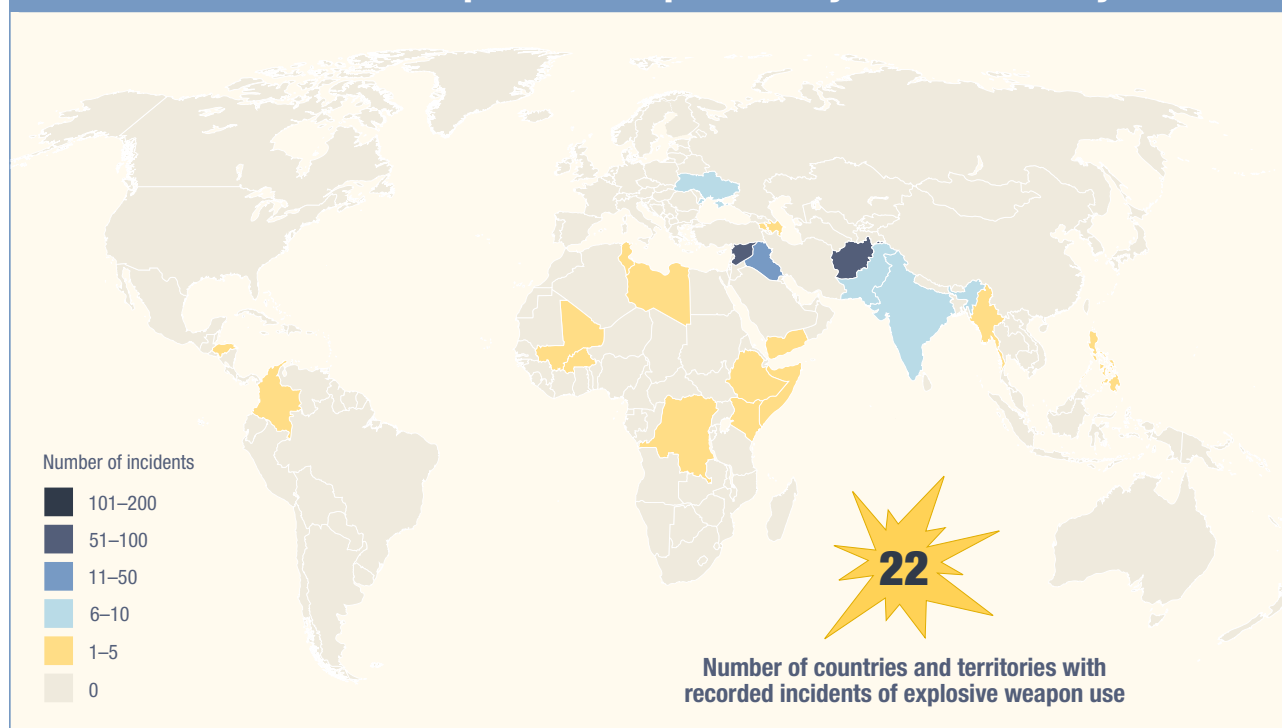 Number of incidents
101–200
51–100
11–50
6–10
1–5
0
22
Number of countries and territories with
recorded incidents of explosive weapon use